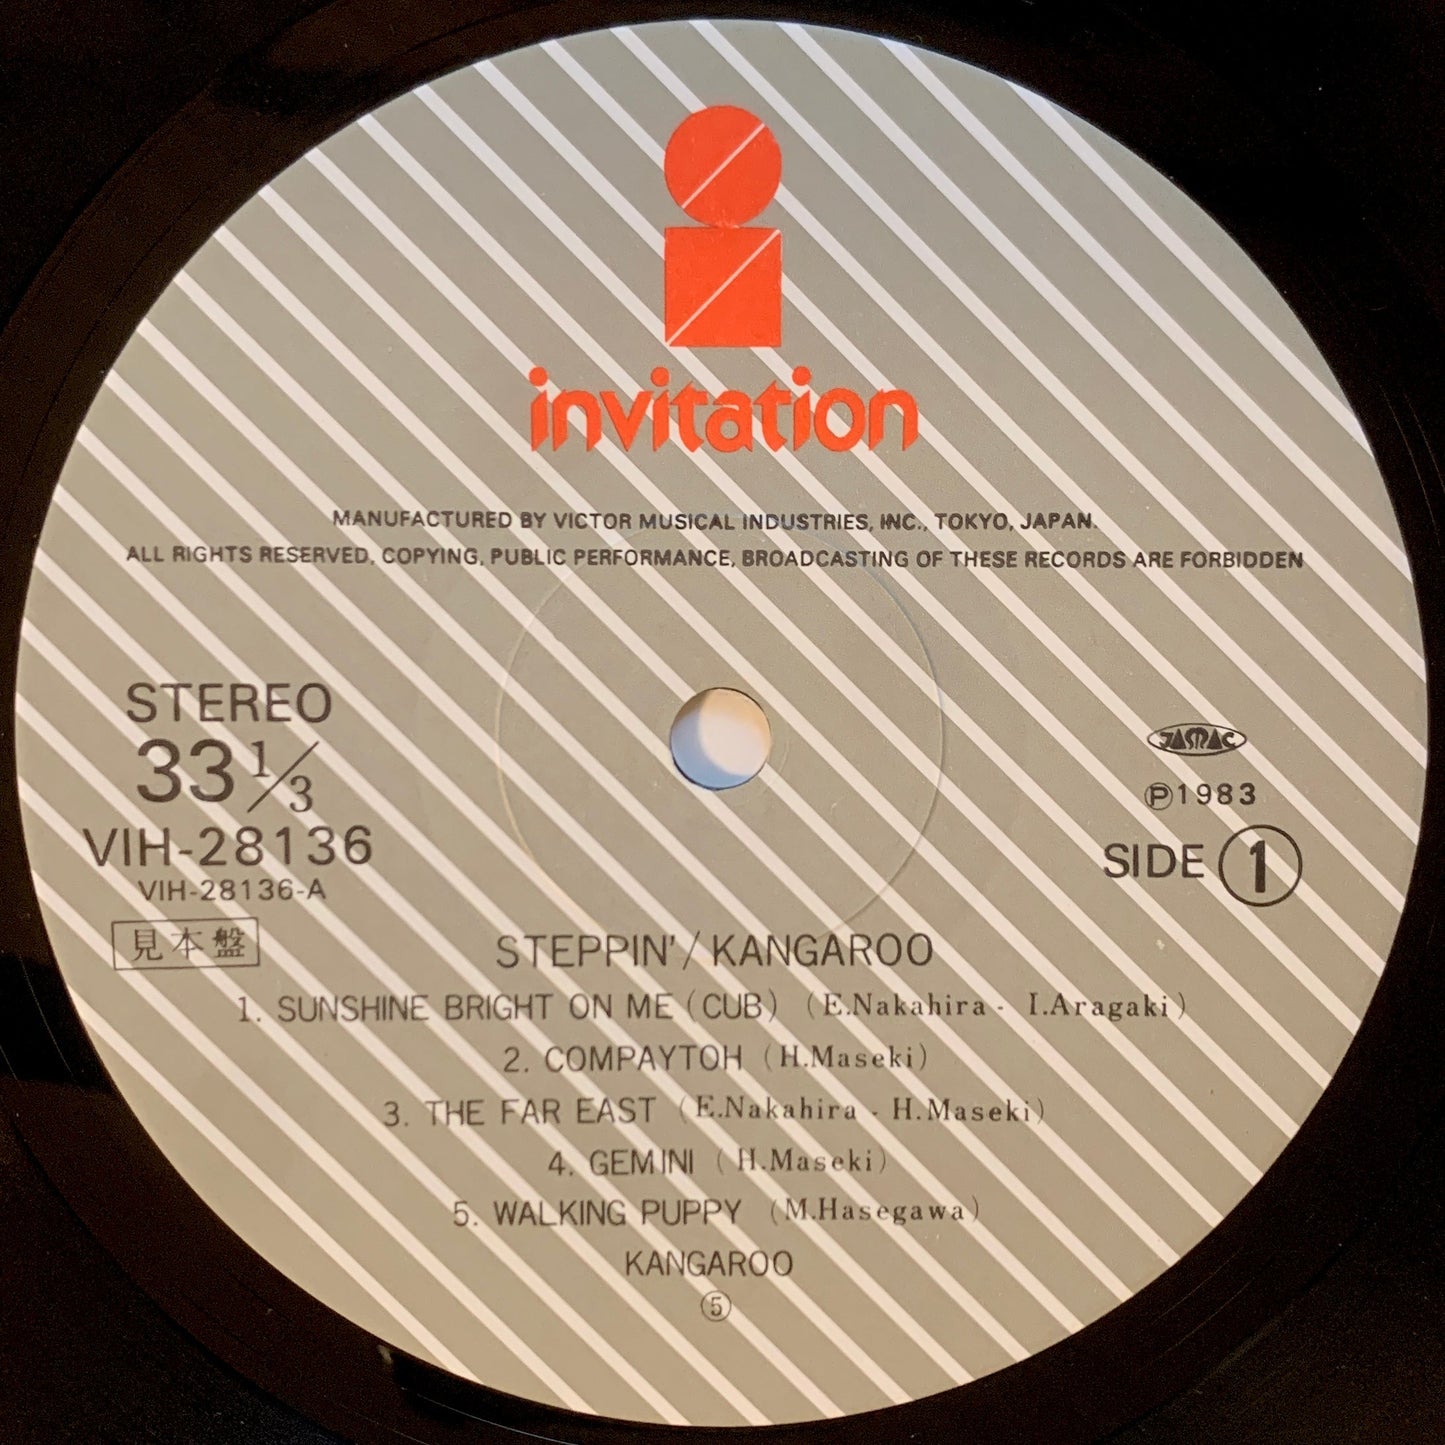 invitation
MANUFACTURED BY VICTOR MUSICAL INDUSTRIES, INC., TOKYO, JAPAN.
ALL RIGHTS RESERVED, COPYING, PUBLIC PERFORMANCE, BROADCASTING OF THESE RECORDS ARE FORBIDDEN
STEREO
33 1/3
VIH-28136
VIH-28136-A
見本盤
JASRAC
Ⓟ1983
SIDE ①
STEPPIN'/KANGAROO
1. SUNSHINE BRIGHT ON ME (CUB) (E.Nakahira - I.Aragaki)
2. COMPAYTOH (H.Maseki)
3. THE FAR EAST (E.Nakahira - H.Maseki)
4. GEMINI (H.Maseki)
5. WALKING PUPPY (M.Hasegawa)
KANGAROO
⑤